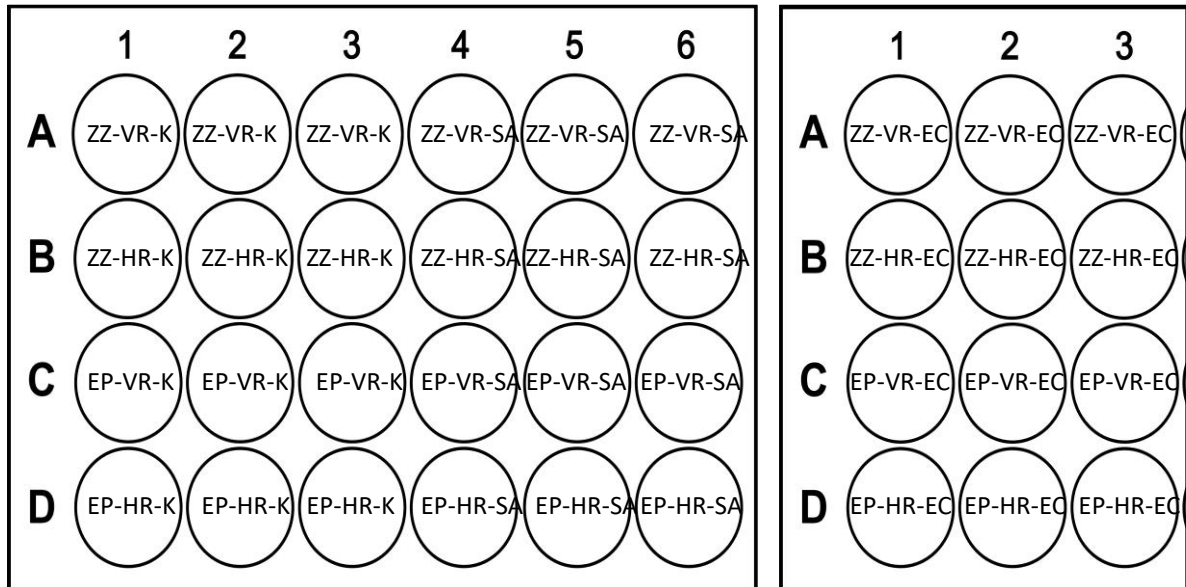 1 2 3 4 5 6
A ZZ-VR-K ZZ-VR-K ZZ-VR-K ZZ-VR-SA ZZ-VR-SA ZZ-VR-SA
B ZZ-HR-K ZZ-HR-K ZZ-HR-K ZZ-HR-SA ZZ-HR-SA ZZ-HR-SA
C EP-VR-K EP-VR-K EP-VR-K EP-VR-SA EP-VR-SA EP-VR-SA
D EP-HR-K EP-HR-K EP-HR-K EP-HR-SA EP-HR-SA EP-HR-SA
1 2 3
A ZZ-VR-EC ZZ-VR-EC ZZ-VR-EC
B ZZ-HR-EC ZZ-HR-EC ZZ-HR-EC
C EP-VR-EC EP-VR-EC EP-VR-EC
D EP-HR-EC EP-HR-EC EP-HR-EC